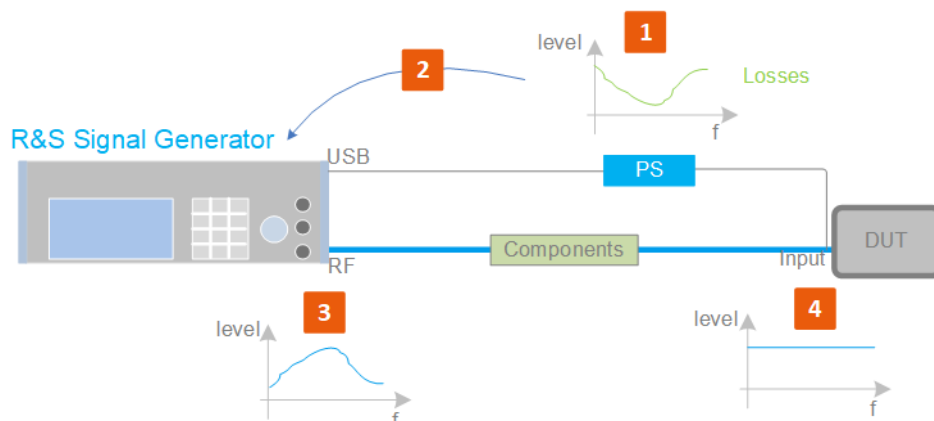 1
level
Losses
f
2
R&S Signal Generator
USB
PS
DUT
Components
Input
RF
3
level
f
4
level
f